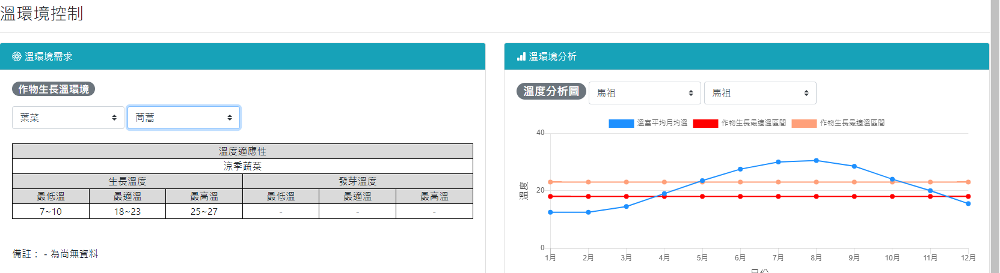 溫環境控制
溫環境需求
作物生長溫環境
葉菜 茼蒿
溫度適應性
涼季蔬菜
生長溫度 發芽溫度
最低溫 最適溫 最高溫 最低溫 最適溫 最高溫
7~10 18~23 25~27 - - -
備註： - 為尚無資料
溫環境分析
溫度分析圖 馬祖 馬祖
溫室平均月均溫 作物生長最適溫區間 作物生長最適溫區間
40
溫度
20
0
1月 2月 3月 4月 5月 6月 7月 8月 9月 10月 11月 12月